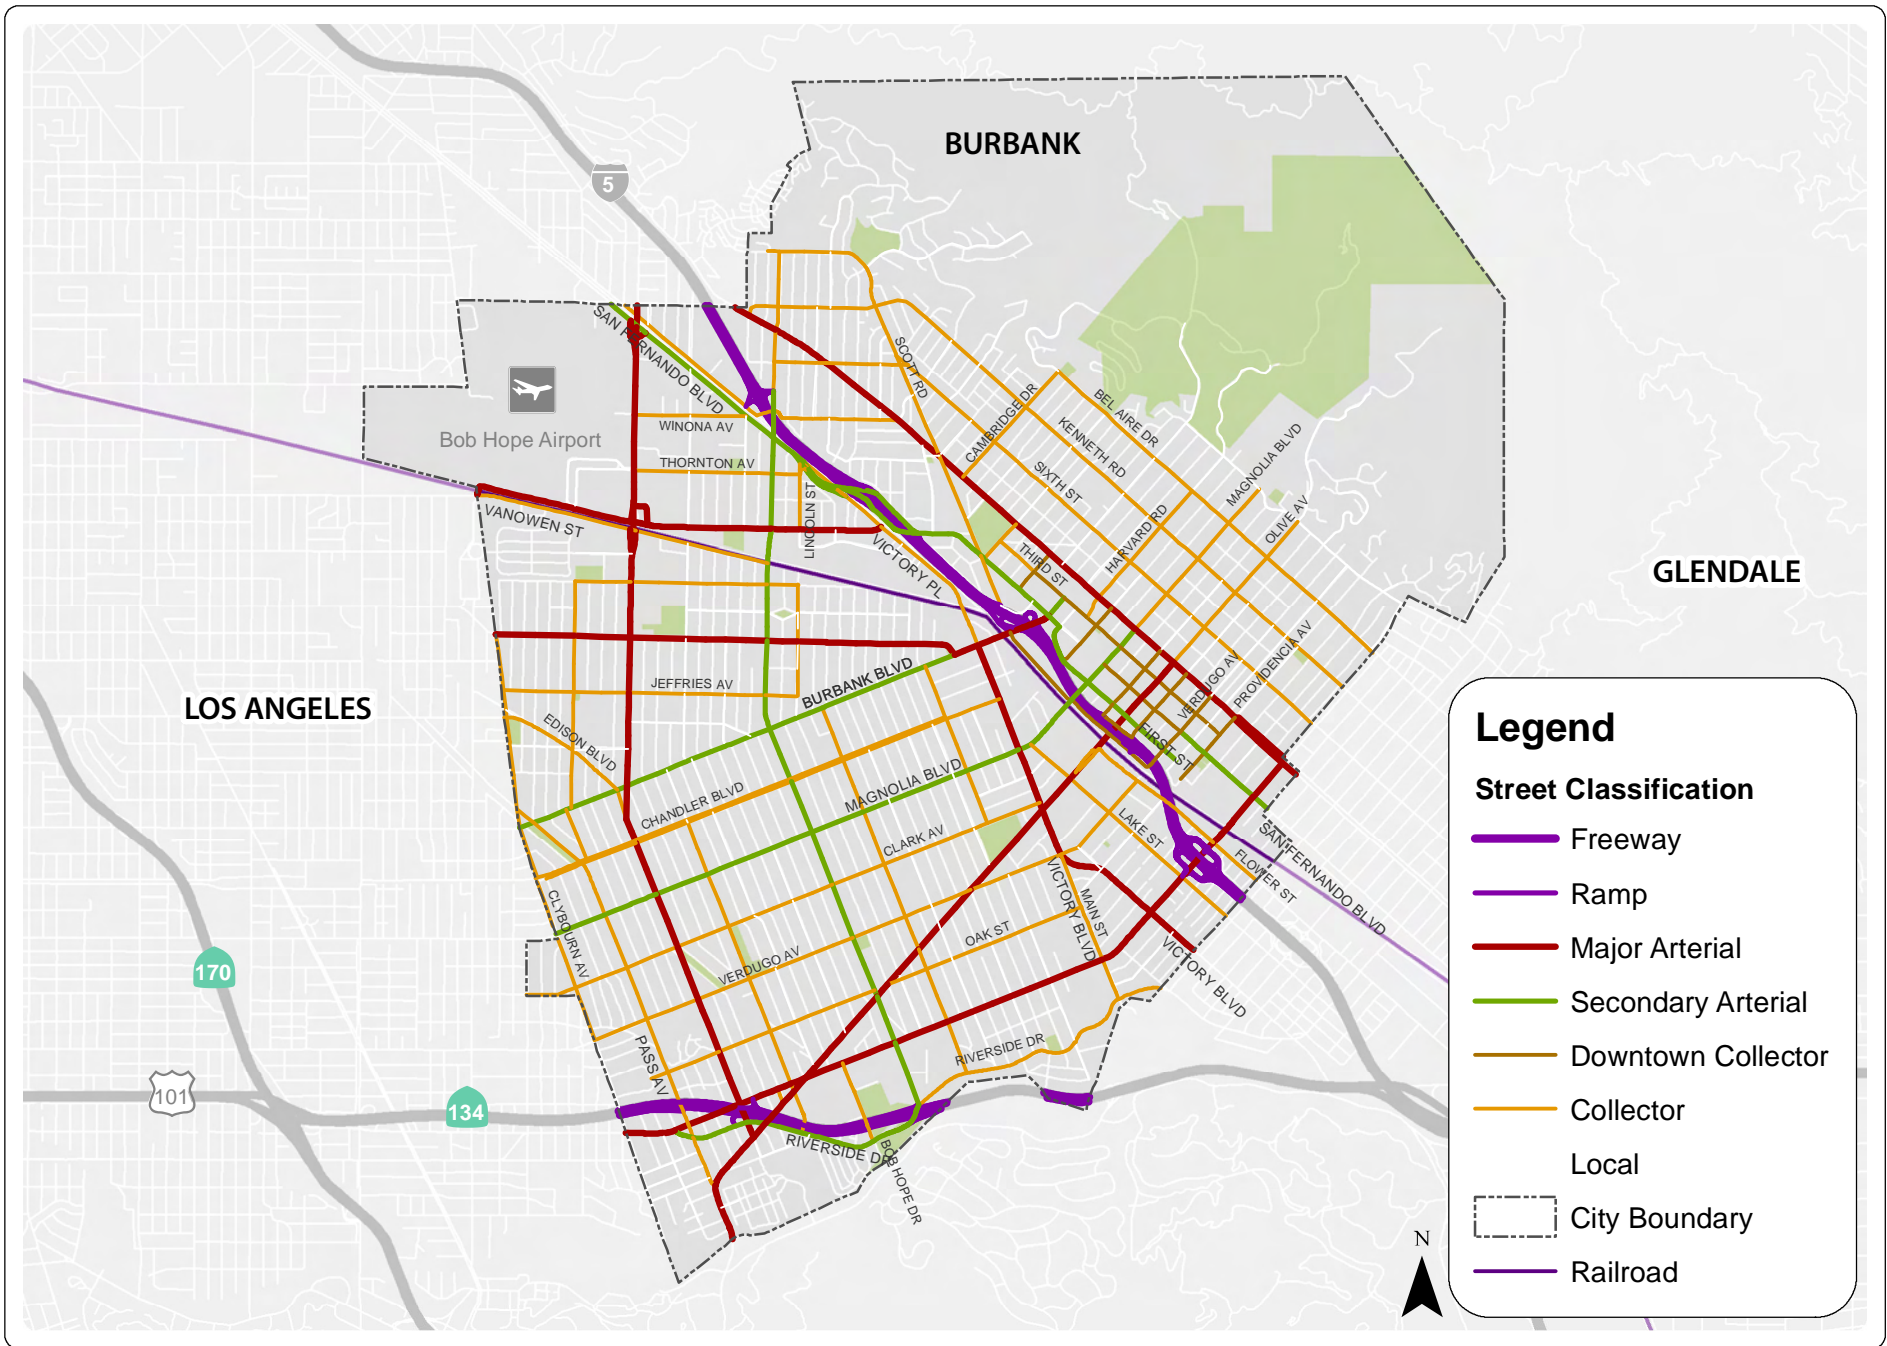 BURBANK
5
SAN FERNANDO BLVD
SCOTT RD
Bob Hope Airport
WINONA AV
THORNTON AV
CAMBRIDGE DR
BEL AIRE DR
KENNETH RD
SIXTH ST
MAGNOLIA BLVD
OLIVE AV
HARVARD RD
VANOWEN ST
LINCOLN ST
VICTORY PL
THIRD ST
GLENDALE
LOS ANGELES
JEFFRIES AV
BURBANK BLVD
EDISON BLVD
VERDUGO AV
PROVIDENCIA AV
FIRST ST
CHANDLER BLVD
MAGNOLIA BLVD
CLARK AV
LAKE ST
SAN FERNANDO BLVD
FLOWER ST
CLYBOURN AV
VICTORY BLVD
MAIN ST
OAK ST
VERDUGO AV
VICTORY BLVD
170
PASS AV
RIVERSIDE DR
101
134
RIVERSIDE DR
BOB HOPE DR
N
Legend
Street Classification
Freeway
Ramp
Major Arterial
Secondary Arterial
Downtown Collector
Collector
Local
City Boundary
Railroad